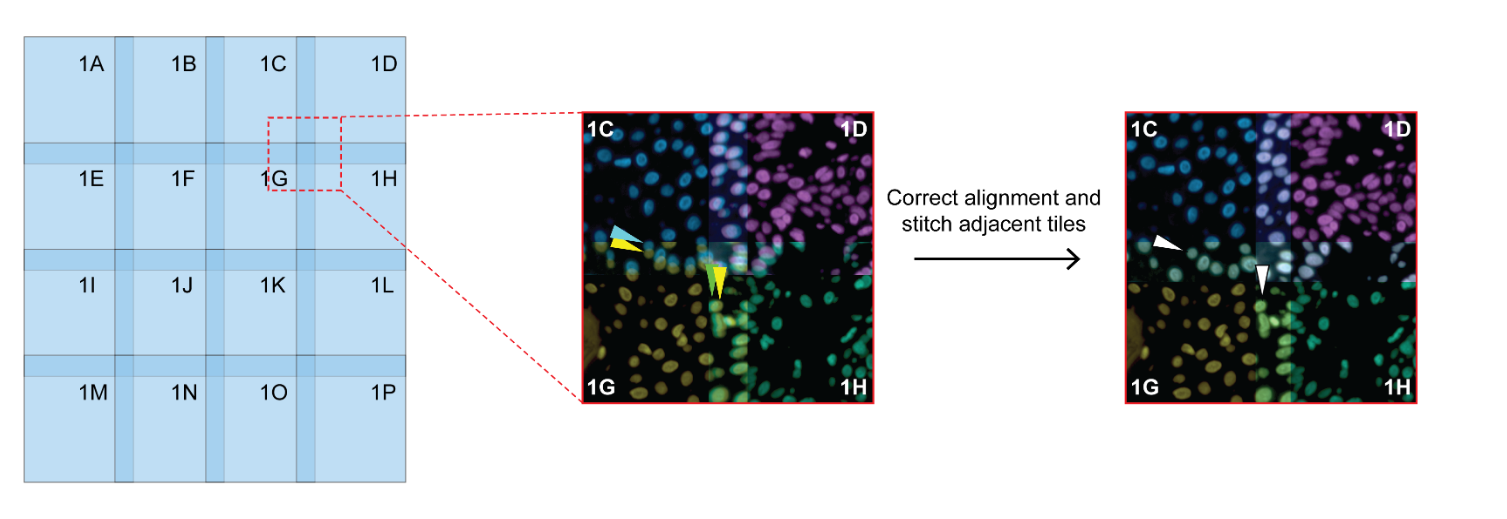 1A 1B 1C 1D
1E 1F 1G 1H
1I 1J 1K 1L
1M 1N 1O 1P
1C 1D
1G 1H
Correct alignment and
stitch adjacent tiles
1C 1D
1G 1H